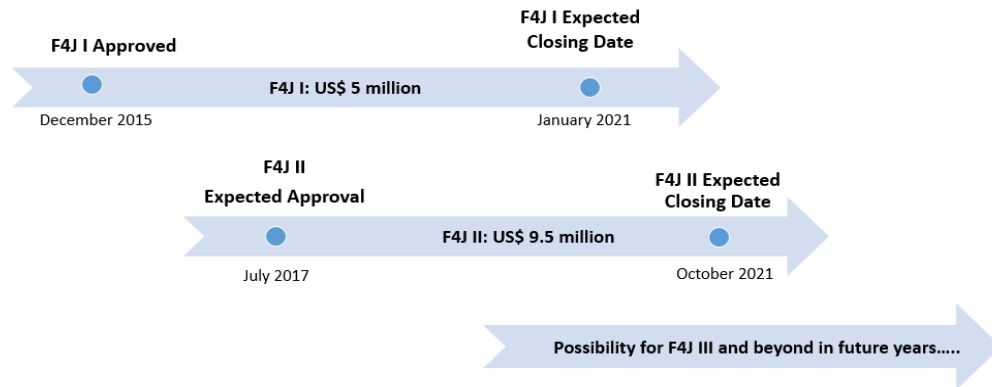 F4J I Approved
F4J I Expected
Closing Date
F4J I: US$ 5 million
December 2015
January 2021
F4J II
Expected Approval
F4J II Expected
Closing Date
F4J II: US$ 9.5 million
July 2017
October 2021
Possibility for F4J III and beyond in future years.....